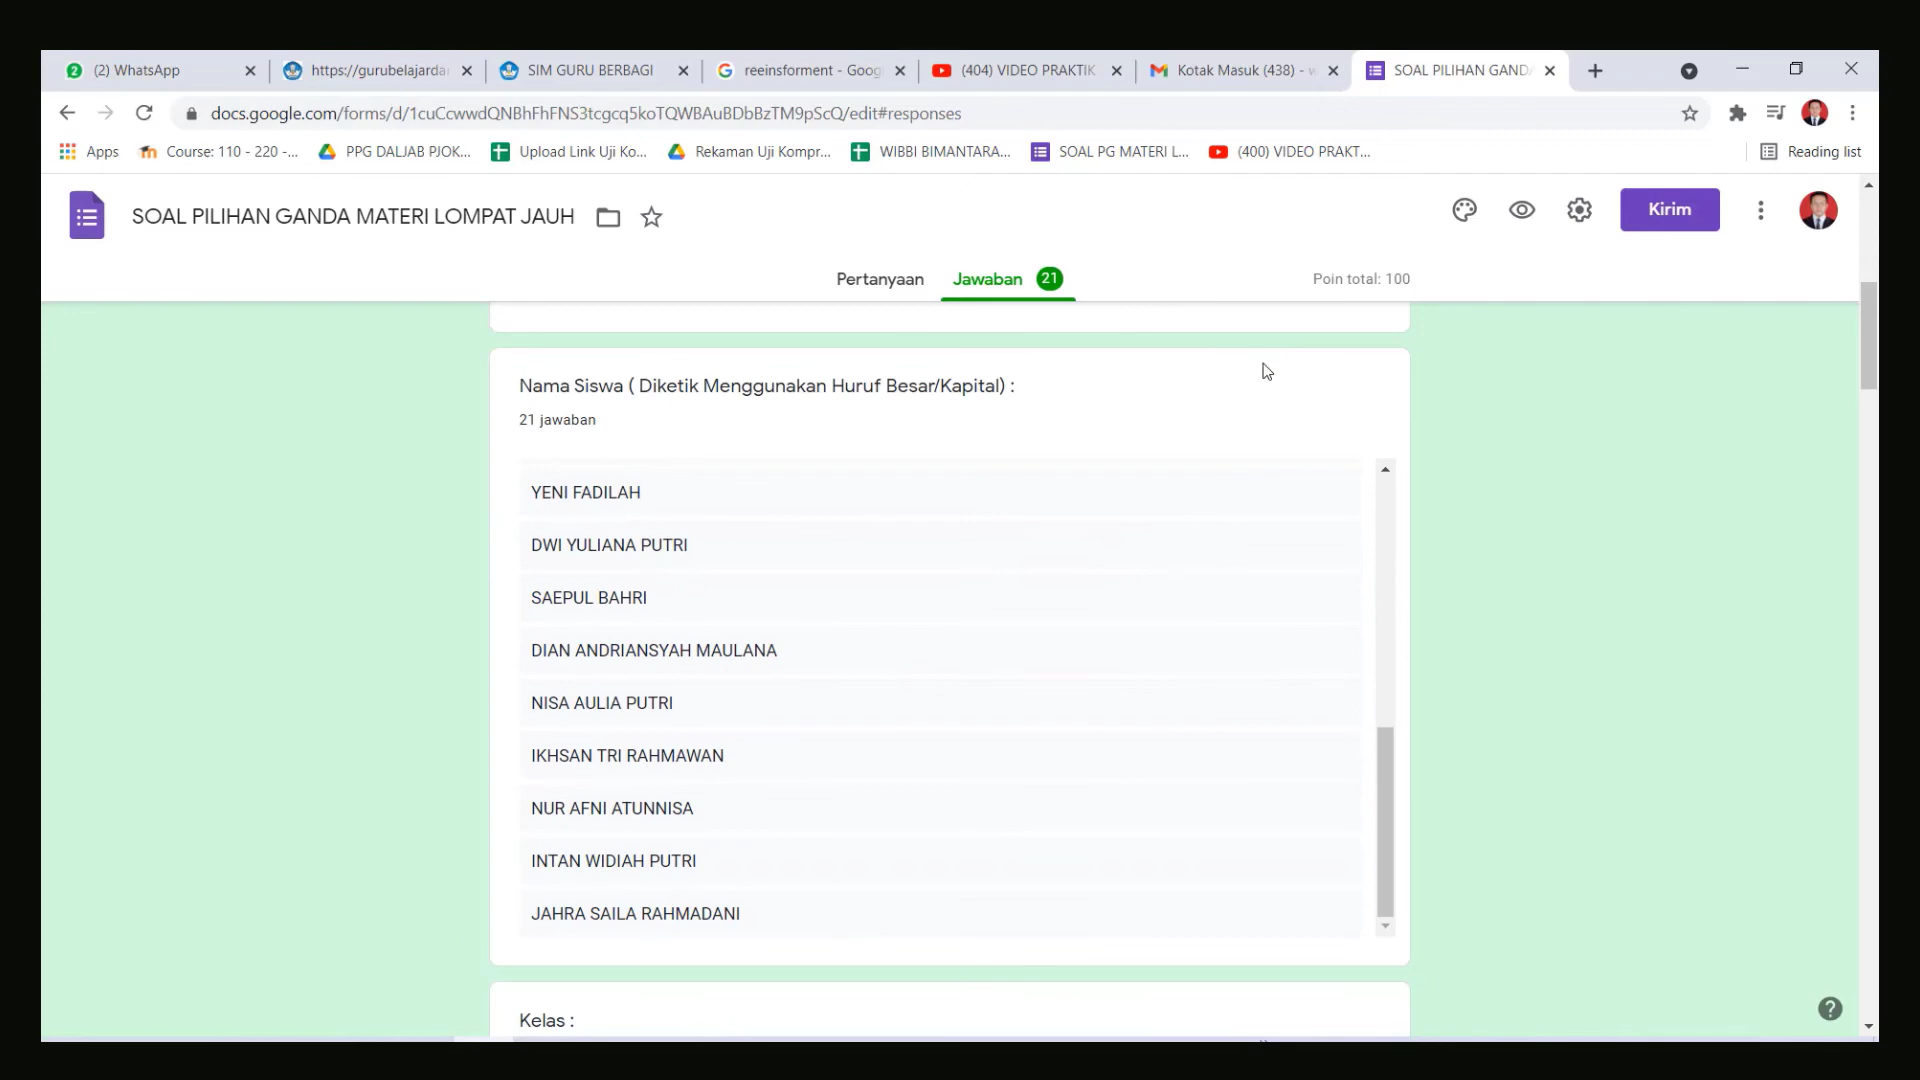 (2) WhatsApp
https://gurubelajarda
SIM GURU BERBAGI
reeinsforment - Goog
(404) VIDEO PRAKTIK
Kotak Masuk (438) - w
SOAL PILIHAN GANDA
docs.google.com/forms/d/1cuCcwwdQNBhFhFNS3tcgcq5koTQWBAuBDbBzTM9pScQ/edit#responses
Apps
Course: 110 - 220 -...
PPG DALJAB PJOK...
Upload Link Uji Ko...
Rekaman Uji Kompr...
WIBBI BIMANTARA...
SOAL PG MATERI L...
(400) VIDEO PRAKT...
Reading list
SOAL PILIHAN GANDA MATERI LOMPAT JAUH
Kirim
Pertanyaan
Jawaban 21
Poin total: 100
Nama Siswa ( Diketik Menggunakan Huruf Besar/Kapital) :
21 jawaban
YENI FADILAH
DWI YULIANA PUTRI
SAEPUL BAHRI
DIAN ANDRIANSYAH MAULANA
NISA AULIA PUTRI
IKHSAN TRI RAHMAWAN
NUR AFNI ATUNNISA
INTAN WIDIAH PUTRI
JAHRA SAILA RAHMADANI
Kelas :